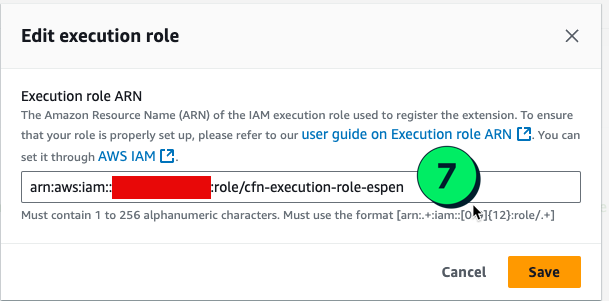 Edit execution role
Execution role ARN
The Amazon Resource Name (ARN) of the IAM execution role used to register the extension. To ensure
that your role is properly set up, please refer to our user guide on Execution role ARN. You can
set it through AWS IAM.
arn:aws:iam:: :role/cfn-execution-role-espen
7
Must contain 1 to 256 alphanumeric characters. Must use the format [arn:.+:iam::[0 ]{12}:role/.+]
Cancel
Save